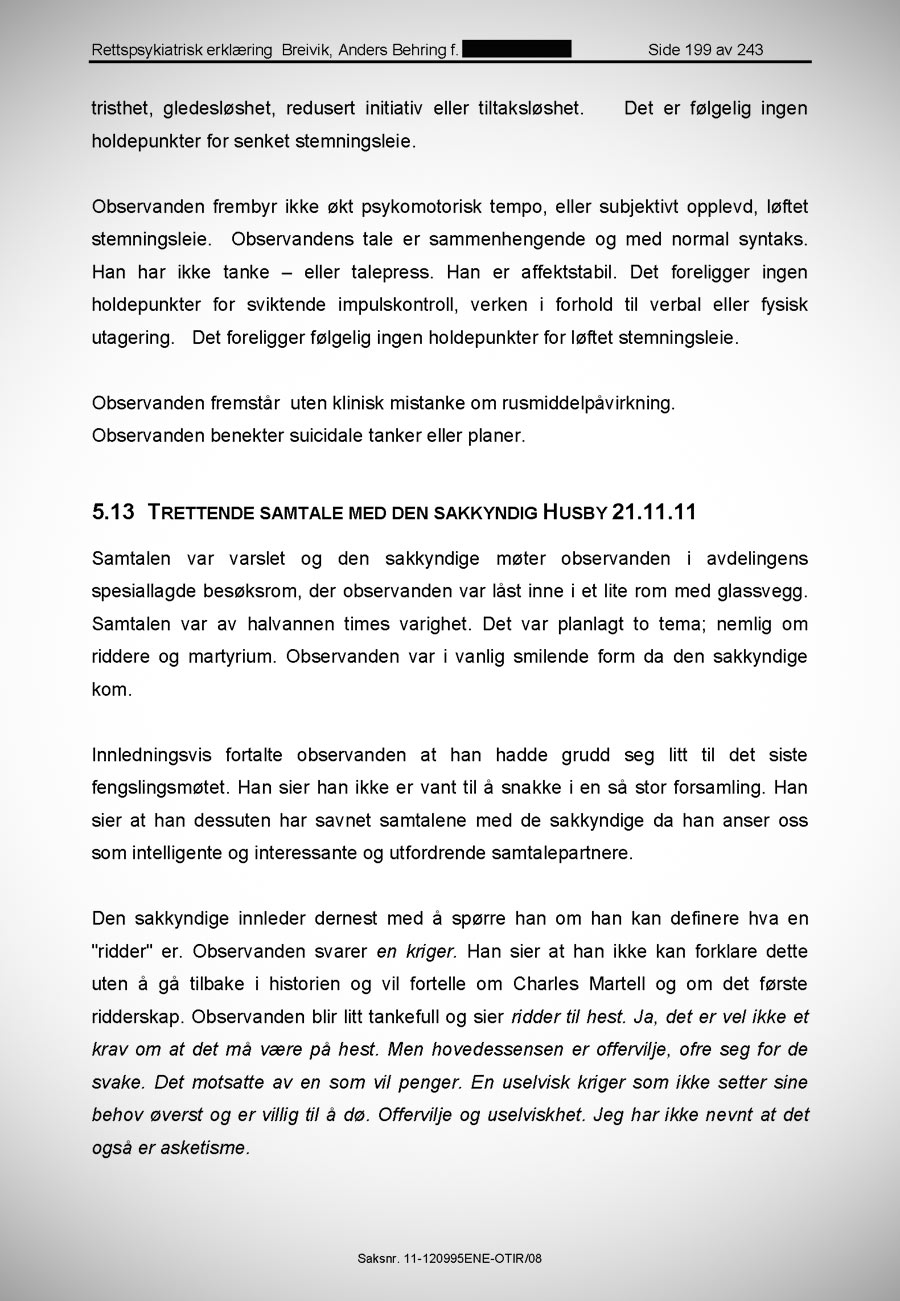 Rettspsykiatrisk erklæring Breivik, Anders Behring f. Side 199 av 243
tristhet, gledesløshet, redusert initiativ eller tiltaksløshet. Det er følgelig ingen
holdepunkter for senket stemningsleie.
Observanden frembyr ikke økt psykomotorisk tempo, eller subjektivt opplevd, løftet
stemningsleie. Observandens tale er sammenhengende og med normal syntaks.
Han har ikke tanke – eller talepress. Han er affektstabil. Det foreligger ingen
holdepunkter for sviktende impulskontroll, verken i forhold til verbal eller fysisk
utagering. Det foreligger følgelig ingen holdepunkter for løftet stemningsleie.
Observanden fremstår uten klinisk mistanke om rusmiddelpåvirkning.
Observanden benekter suicidale tanker eller planer.
5.13 TRETTENDE SAMTALE MED DEN SAKKYNDIG HUSBY 21.11.11
Samtalen var varslet og den sakkyndige møter observanden i avdelingens
spesiallagde besøksrom, der observanden var låst inne i et lite rom med glassvegg.
Samtalen var av halvannen times varighet. Det var planlagt to tema; nemlig om
riddere og martyrium. Observanden var i vanlig smilende form da den sakkyndige
kom.
Innledningsvis fortalte observanden at han hadde grudd seg litt til det siste
fengslingsmøtet. Han sier han ikke er vant til å snakke i en så stor forsamling. Han
sier at han dessuten har savnet samtalene med de sakkyndige da han anser oss
som intelligente og interessante og utfordrende samtalepartnere.
Den sakkyndige innleder dernest med å spørre han om han kan definere hva en
"ridder" er. Observanden svarer en kriger. Han sier at han ikke kan forklare dette
uten å gå tilbake i historien og vil fortelle om Charles Martell og om det første
ridderskap. Observanden blir litt tankefull og sier ridder til hest. Ja, det er vel ikke et
krav om at det må være på hest. Men hovedessensen er offervilje, ofre seg for de
svake. Det motsatte av en som vil penger. En uselvisk kriger som ikke setter sine
behov øverst og er villig til å dø. Offervilje og uselviskhet. Jeg har ikke nevnt at det
også er asketisme.
Saksnr. 11-120995ENE-OTIR/08